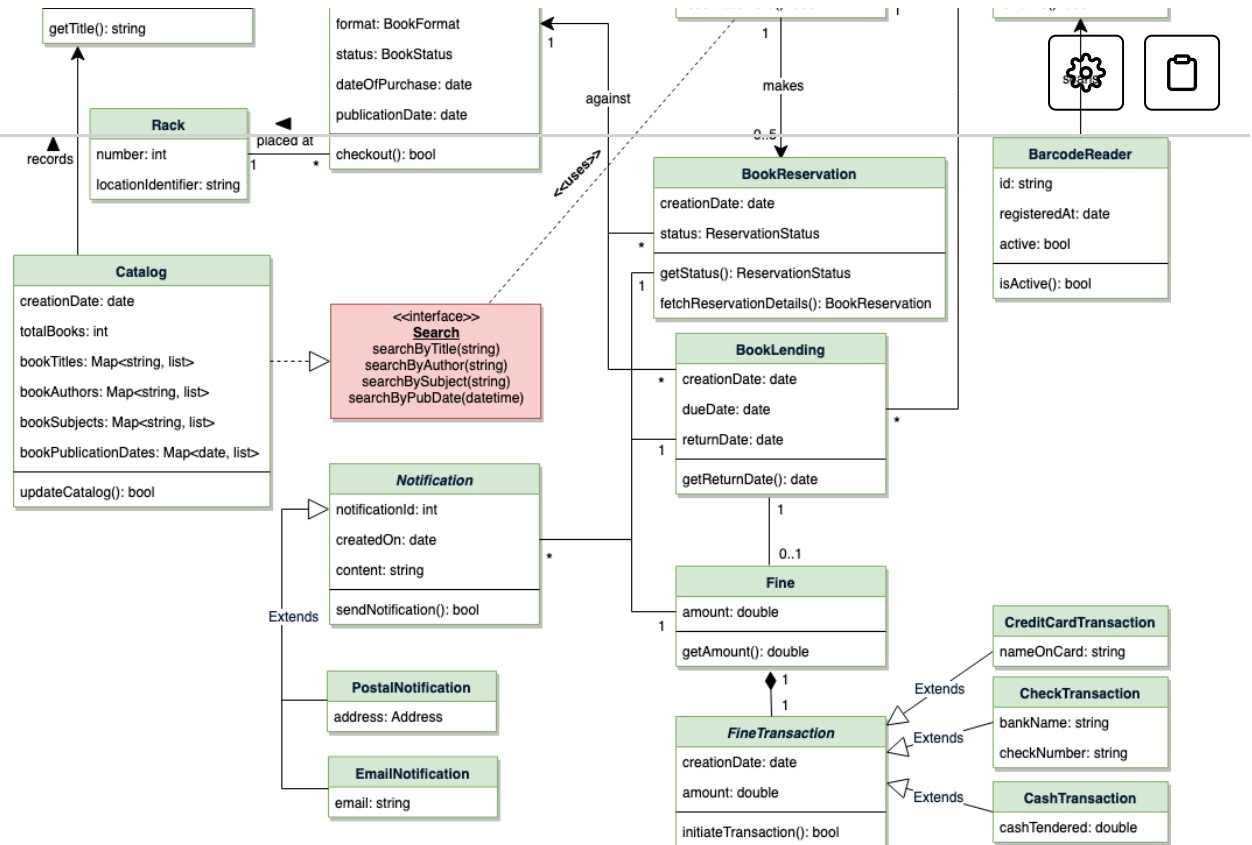 getTitle(): string
format: BookFormat
status: BookStatus
dateOfPurchase: date
publicationDate: date
checkout(): bool
1
against
1
makes
0..5
Rack
number: int
locationIdentifier: string
placed at
1
*
records
<<uses>>
BookReservation
creationDate: date
status: ReservationStatus
getStatus(): ReservationStatus
fetchReservationDetails(): BookReservation
*
1
BarcodeReader
id: string
registeredAt: date
active: bool
isActive(): bool
Catalog
creationDate: date
totalBooks: int
bookTitles: Map<string, list>
bookAuthors: Map<string, list>
bookSubjects: Map<string, list>
bookPublicationDates: Map<date, list>
updateCatalog(): bool
<<interface>>
Search
searchByTitle(string)
searchByAuthor(string)
searchBySubject(string)
searchByPubDate(datetime)
BookLending
creationDate: date
dueDate: date
returnDate: date
getReturnDate(): date
*
1
*
1
0..1
Notification
notificationId: int
createdOn: date
content: string
sendNotification(): bool
*
Extends
PostalNotification
address: Address
EmailNotification
email: string
Fine
amount: double
getAmount(): double
1
1
1
FineTransaction
creationDate: date
amount: double
initiateTransaction(): bool
CreditCardTransaction
nameOnCard: string
Extends
CheckTransaction
bankName: string
checkNumber: string
Extends
CashTransaction
cashTendered: double
Extends